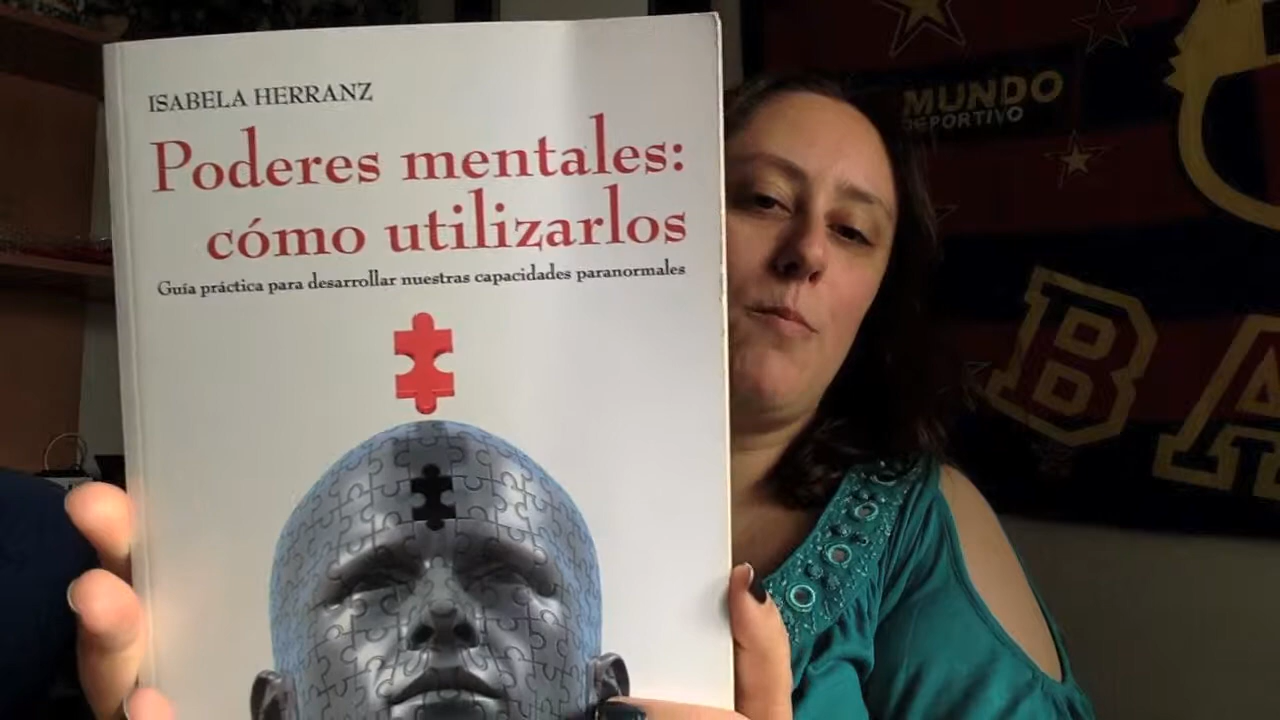 ISABELA HERRANZ
Poderes mentales:
cómo utilizarlos
Guía práctica para desarrollar nuestras capacidades paranormales
MUNDO
DEPORTIVO
BA